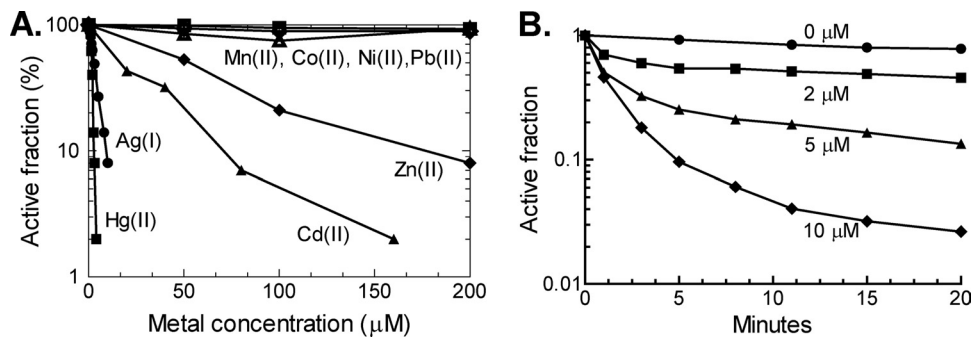 A.
Active fraction (%)
100
10
1
Mn(II), Co(II), Ni(II),Pb(II)
Ag(I)
Hg(II)
Zn(II)
Cd(II)
0 50 100 150 200
Metal concentration (μM)
B.
Active fraction
1
0.1
0.01
0 μM
2 μM
5 μM
10 μM
0 5 10 15 20
Minutes